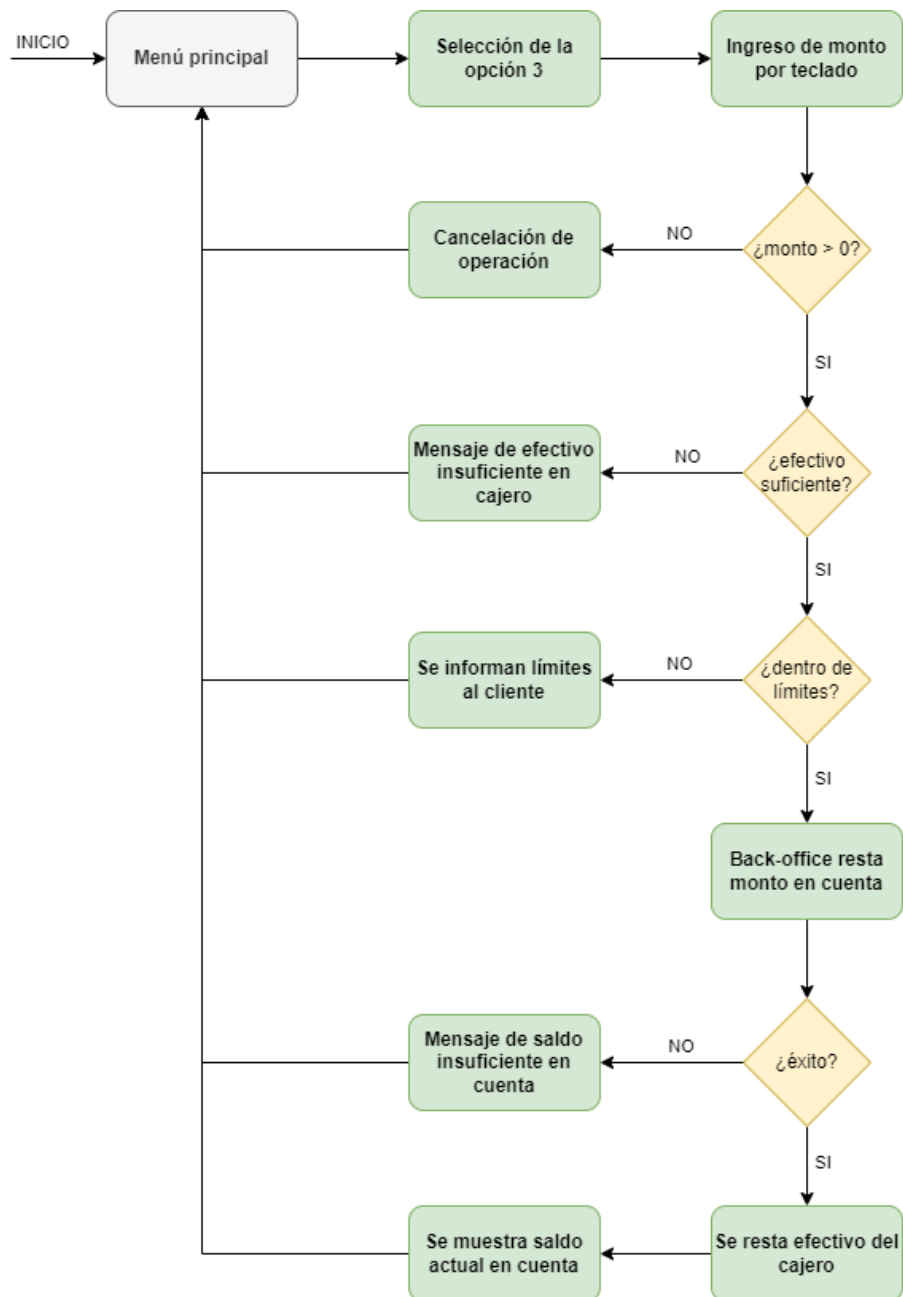 INICIO
Menú principal
Selección de la
opción 3
Ingreso de monto
por teclado
Cancelación de
operación
NO
¿monto > 0?
SI
Mensaje de efectivo
insuficiente en
cajero
NO
¿efectivo
suficiente?
SI
Se informan límites
al cliente
NO
¿dentro de
límites?
SI
Back-office resta
monto en cuenta
Mensaje de saldo
insuficiente en
cuenta
NO
¿éxito?
SI
Se muestra saldo
actual en cuenta
Se resta efectivo del
cajero